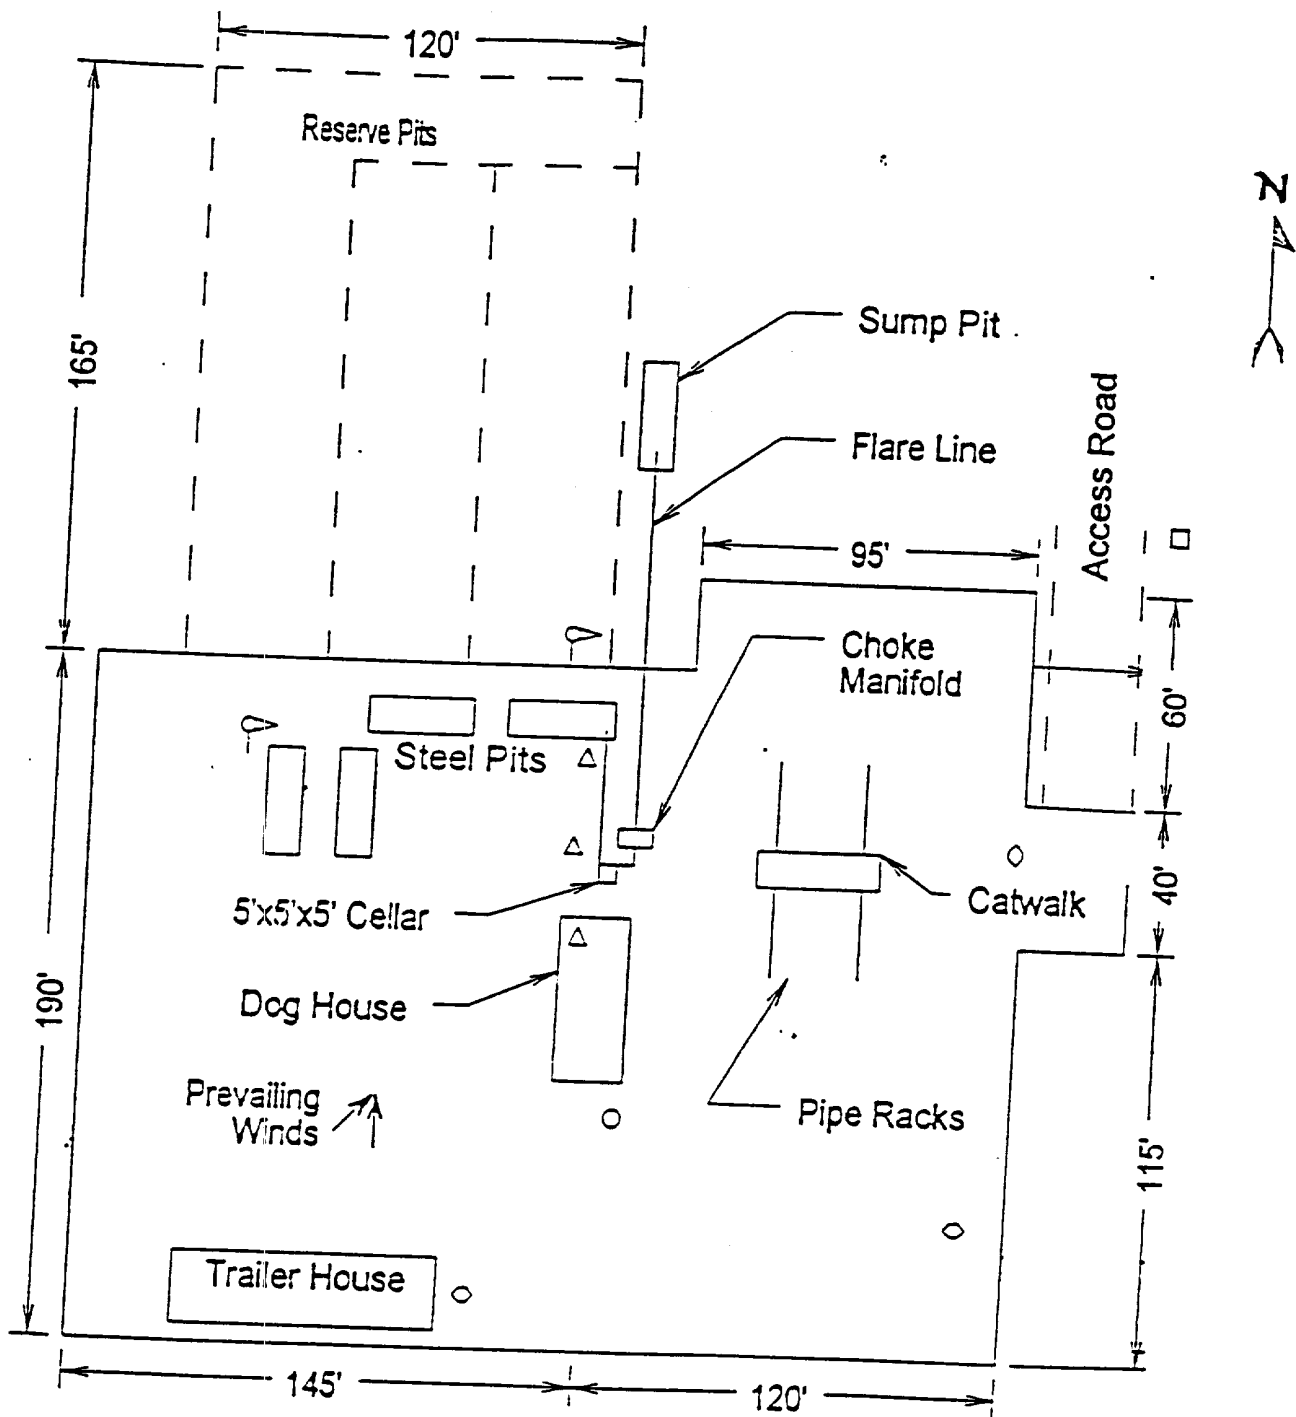 120'
Reserve Pits
N
165'
Sump Pit
Flare Line
Access Road
95'
Choke
Manifold
60'
Steel Pits
40'
Catwalk
5'x5'x5' Cellar
190'
Dog House
Prevailing
Winds
Pipe Racks
115'
Trailer House
145'
120'